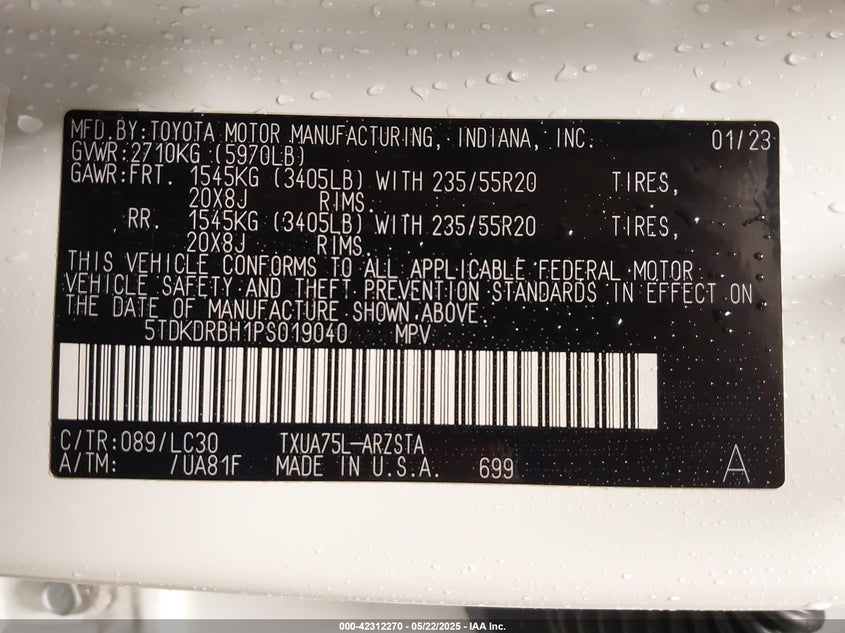 MFD.BY:TOYOTA MOTOR MANUFACTURING, INDIANA, INC. 01/23
GVWR:2710KG (5970LB)
GAWR:FRT. 1545KG (3405LB) WITH 235/55R20 TIRES,
20X8J RIMS.
RR. 1545KG (3405LB) WITH 235/55R20 TIRES,
20X8J RIMS.
THIS VEHICLE CONFORMS TO ALL APPLICABLE FEDERAL MOTOR
VEHICLE SAFETY AND THEFT PREVENTION STANDARDS IN EFFECT ON
THE DATE OF MANUFACTURE SHOWN ABOVE.
5TDKDRBH1PS019040 MPV
C/TR:089/LC30 TXUA75L-ARZSTA
A/TM: /UA81F MADE IN U.S.A. 699 A
000-42312270 - 05/22/2025 - IAA Inc.